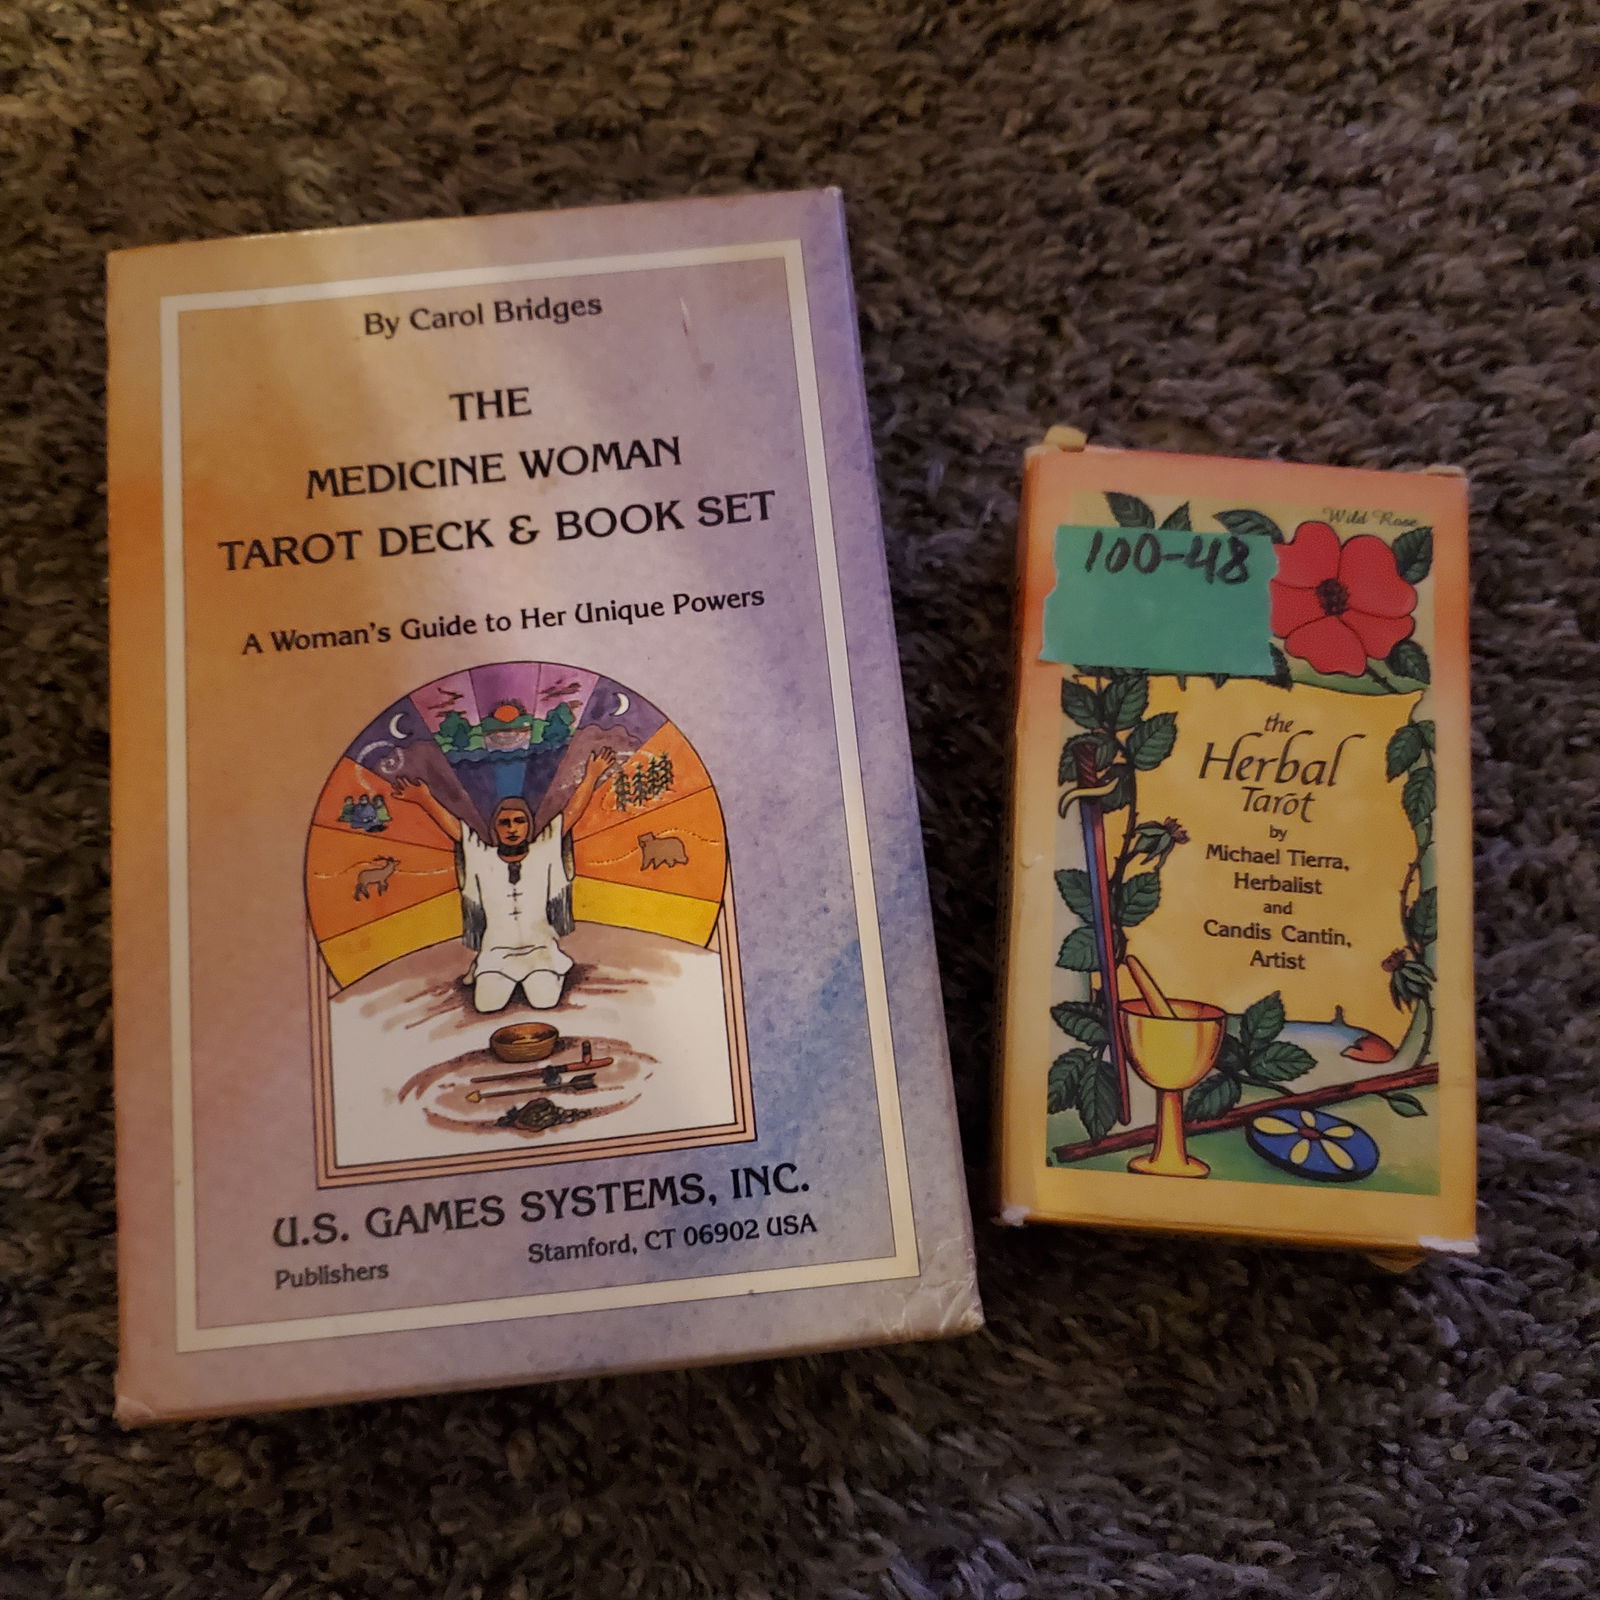 By Carol Bridges
THE
MEDICINE WOMAN
TAROT DECK & BOOK SET
A Woman's Guide to Her Unique Powers
U.S. GAMES SYSTEMS, INC.
Publishers
Stamford, CT 06902 USA
Wild Rose
100-48
the
Herbal
Tarot
by
Michael Tierra,
Herbalist
and
Candis Cantin,
Artist